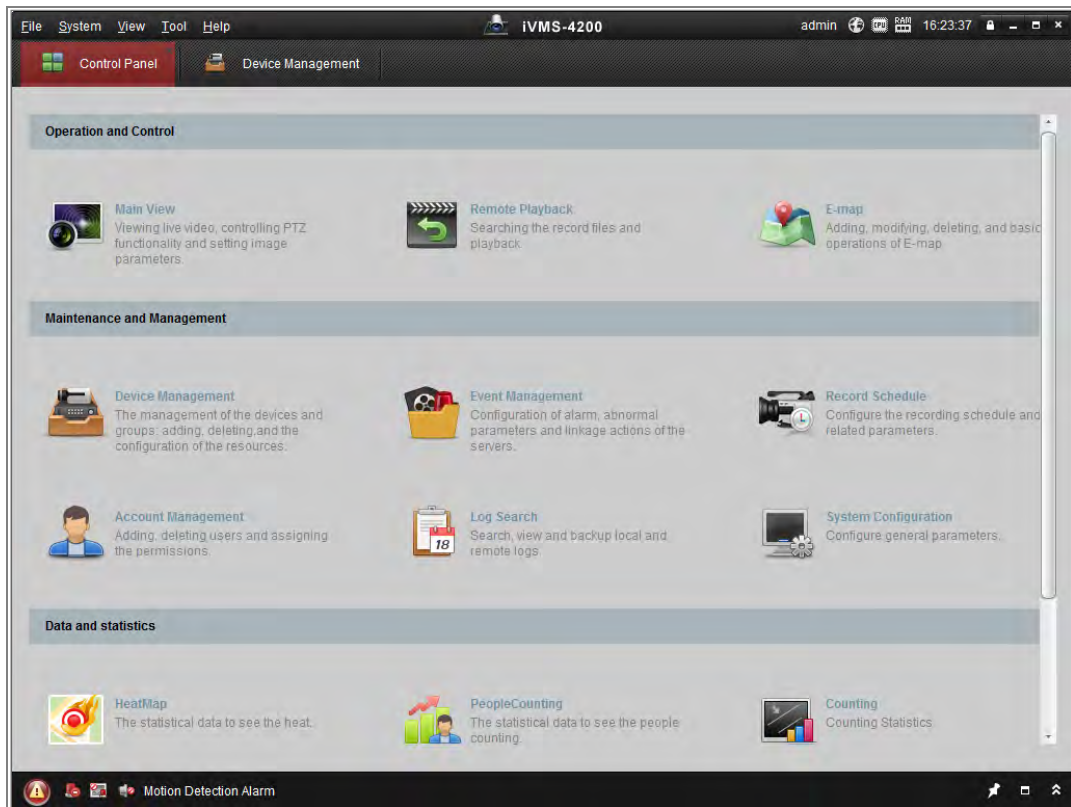 File System View Tool Help
iVMS-4200
admin CPU RAM 16:23:37
Control Panel
Device Management
Operation and Control
Main View
Viewing live video, controlling PTZ
functionality and setting image
parameters.
Remote Playback
Searching the record files and
playback
E-map
Adding, modifying, deleting, and basic
operations of E-map
Maintenance and Management
Device Management
The management of the devices and
groups: adding, deleting,and the
configuration of the resources.
Event Management
Configuration of alarm, abnormal
parameters and linkage actions of the
servers.
Record Schedule
Configure the recording schedule and
related parameters.
Account Management
Adding, deleting users and assigning
the permissions.
18
Log Search
Search, view and backup local and
remote logs
System Configuration
Configure general parameters.
Data and statistics
HeatMap
The statistical data to see the heat.
PeopleCounting
The statistical data to see the people
counting.
Counting
Counting Statistics
Motion Detection Alarm